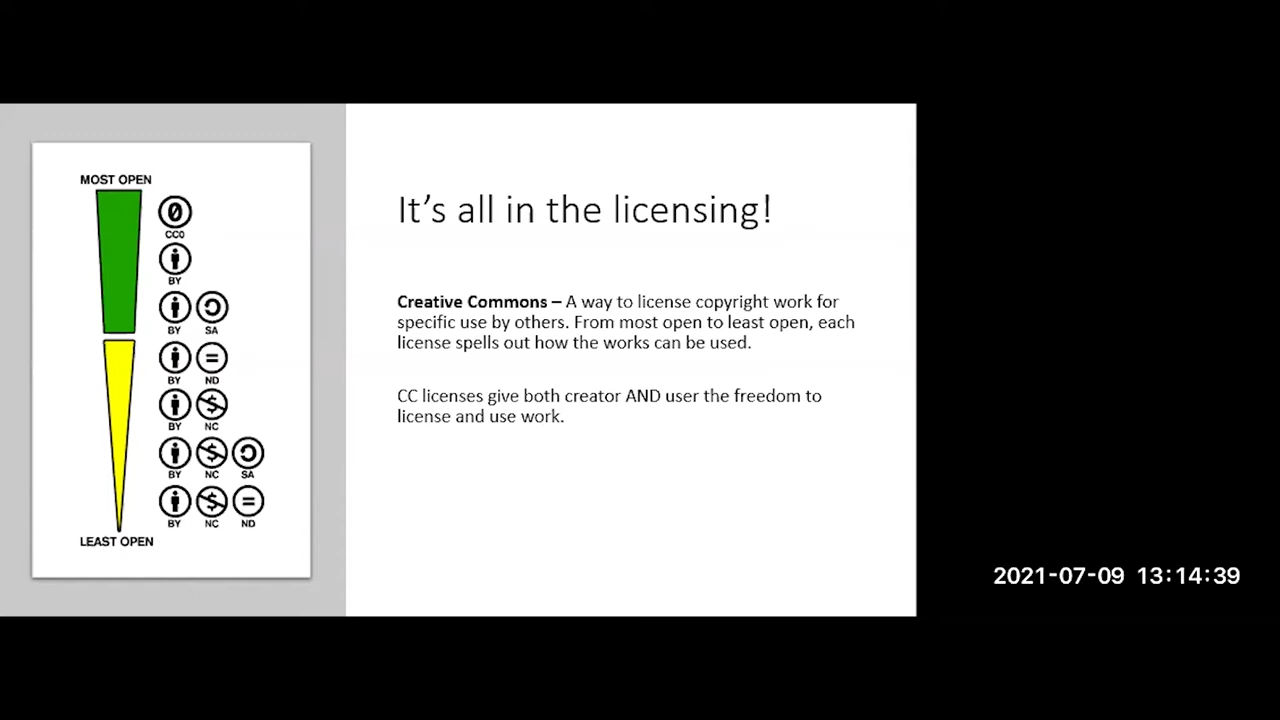 MOST OPEN
0
CC0
BY
BY SA
BY ND
$
BY NC
$
BY NC SA
$
BY NC ND
LEAST OPEN
It’s all in the licensing!
Creative Commons – A way to license copyright work for
specific use by others. From most open to least open, each
license spells out how the works can be used.
CC licenses give both creator AND user the freedom to
license and use work.
2021-07-09 13:14:39